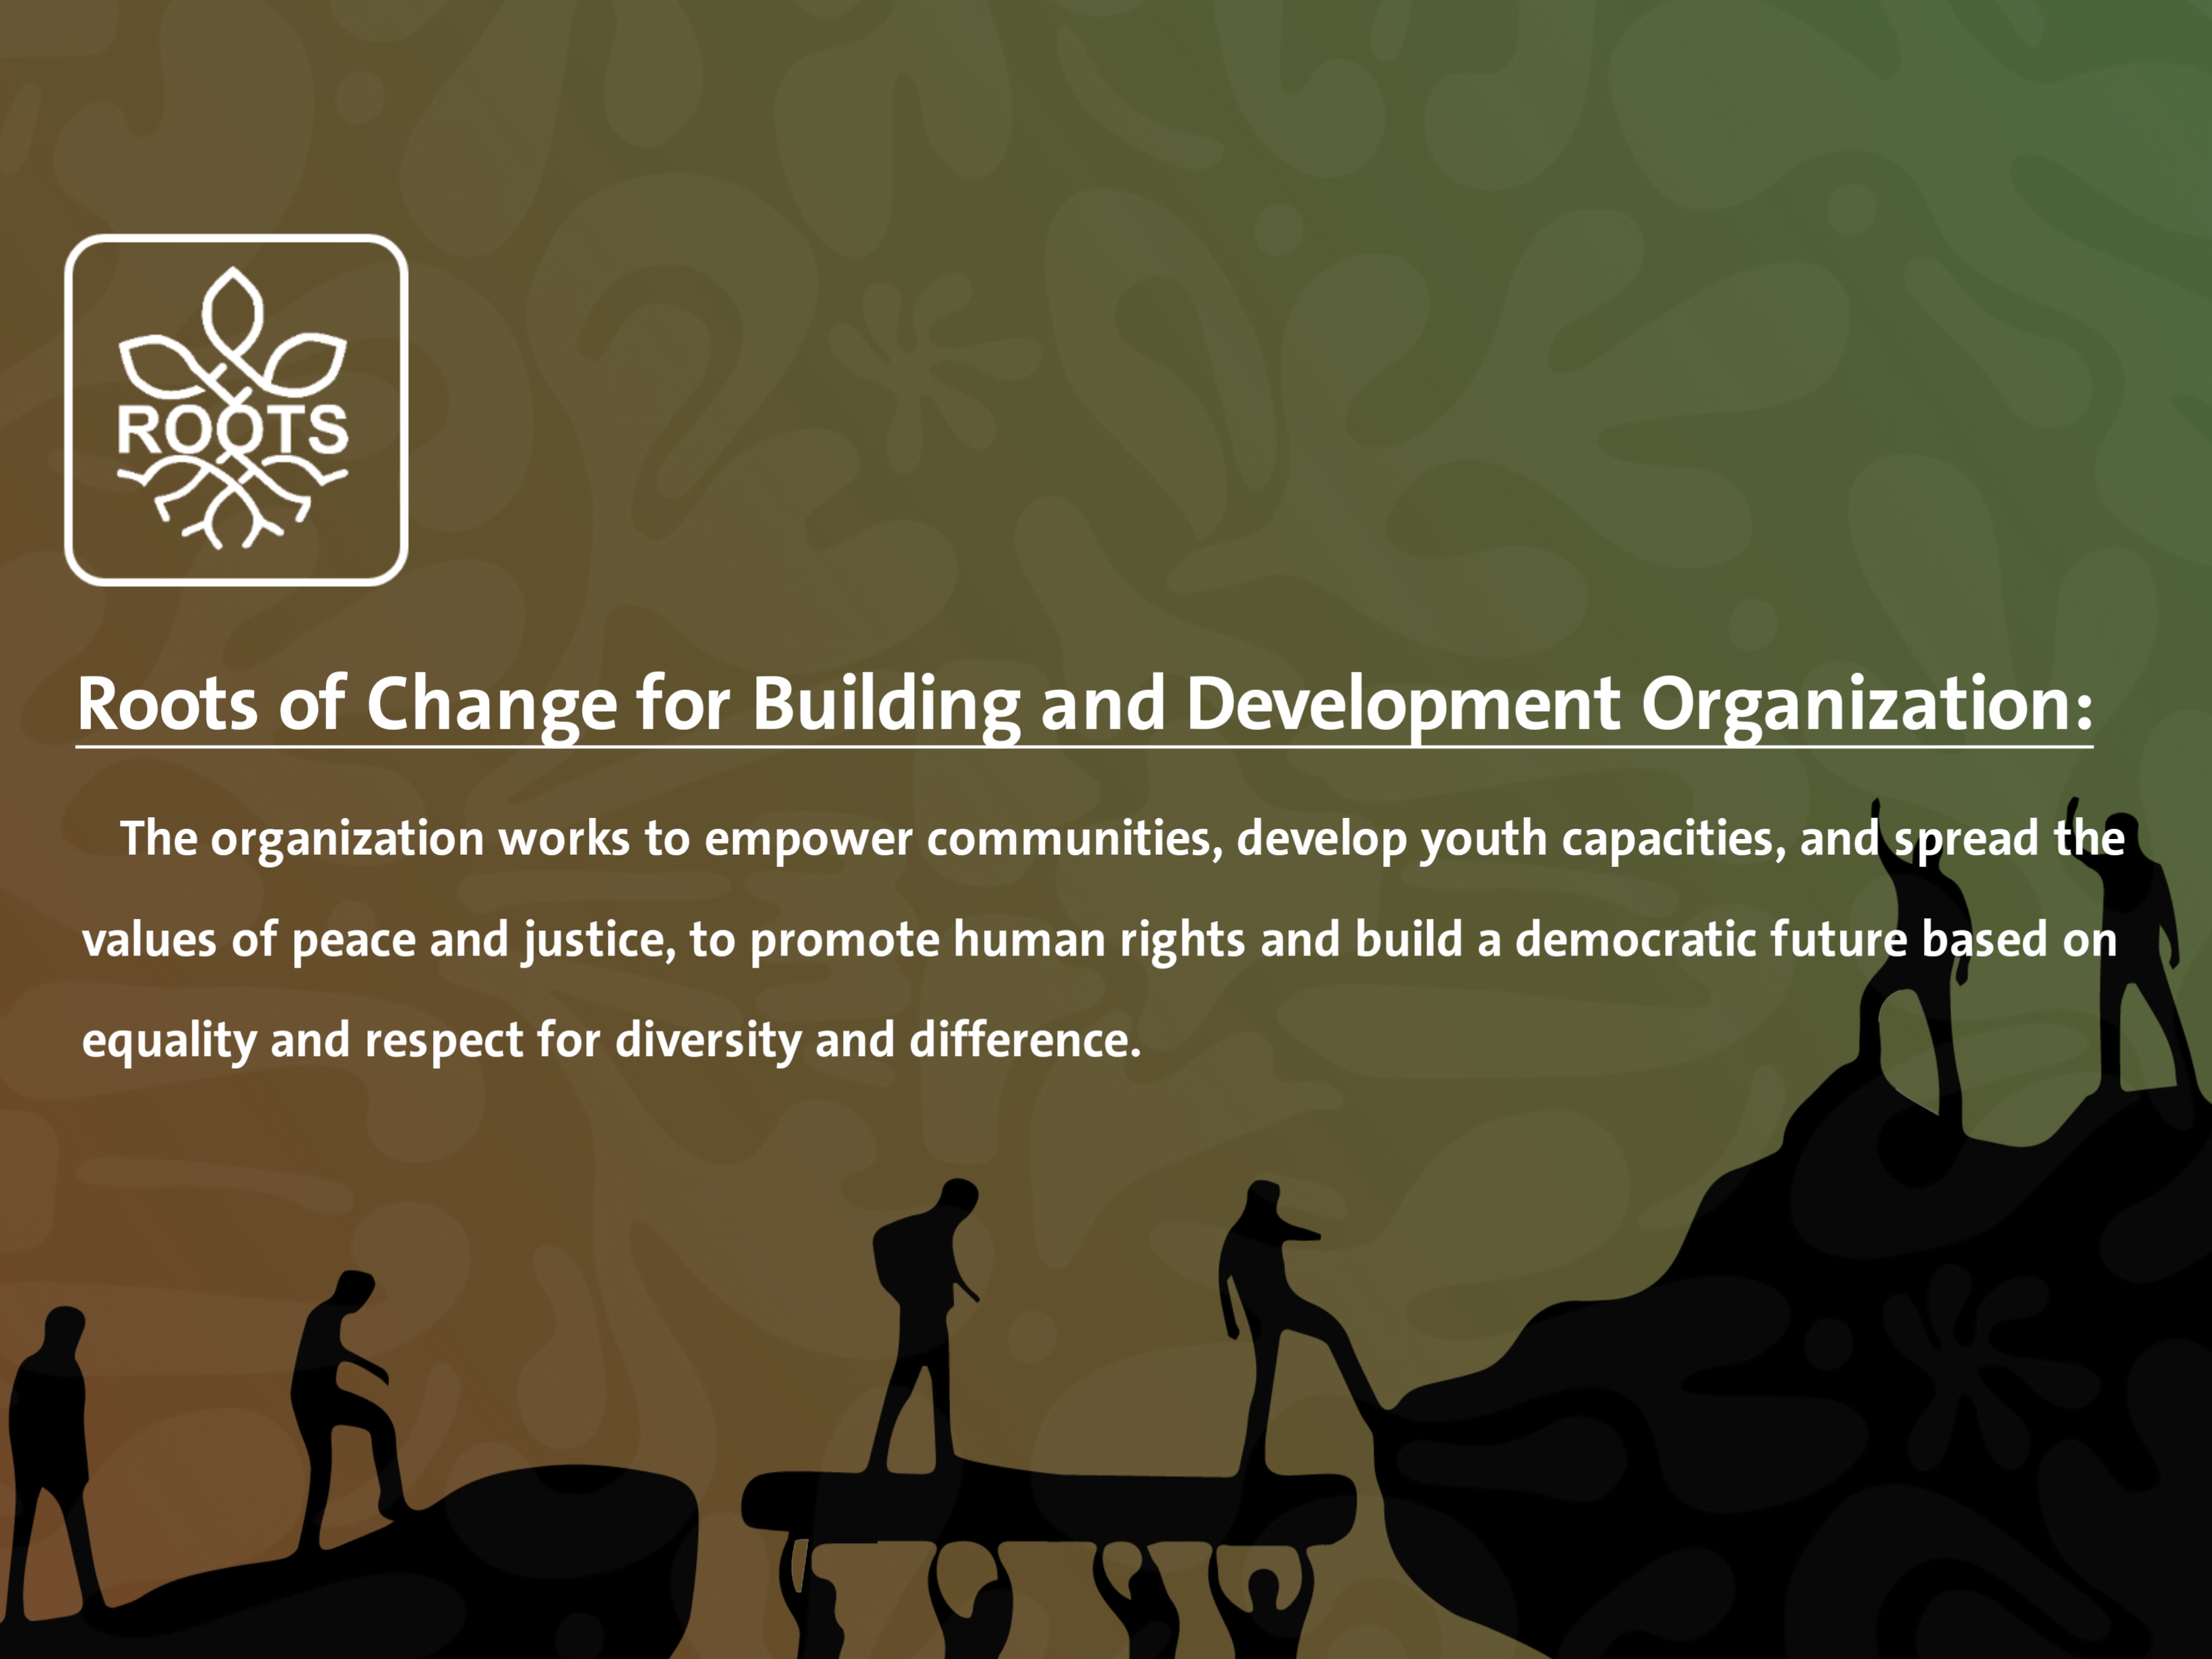 ROOTS
Roots of Change for Building and Development Organization:
The organization works to empower communities, develop youth capacities, and spread the
values of peace and justice, to promote human rights and build a democratic future based on
equality and respect for diversity and difference.